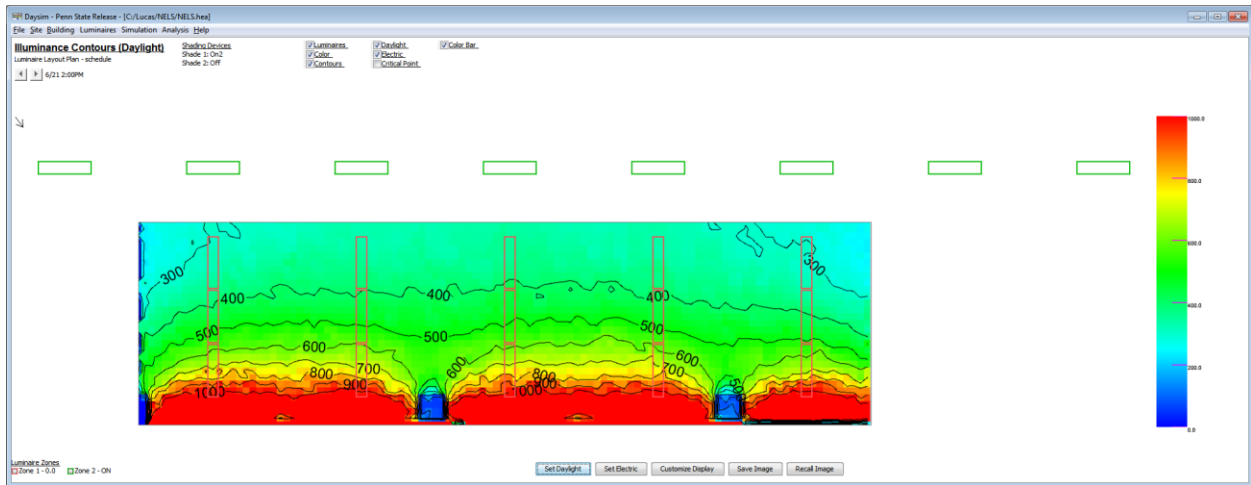 Daysim - Penn State Release - [C:/Lucas/NELS/NELS.hea]
File Site Building Luminaires Simulation Analysis Help
Illuminance Contours (Daylight)
Luminaire Layout Plan - schedule
6/21 2:00PM
Shading Devices
Shade 1: On2
Shade 2: Off
Luminaires Daylight Color Bar
Color Electric
Contours Critical Point
1000.0
800.0
600.0
400.0
200.0
0.0
300 300
400 400 400
500 500 500
600 600 600
700 700
800 800
900 900
1000 1000
500
Luminaire Zones
Zone 1 - 0.0 Zone 2 - ON
Set Daylight Set Electric Customize Display Save Image Recall Image